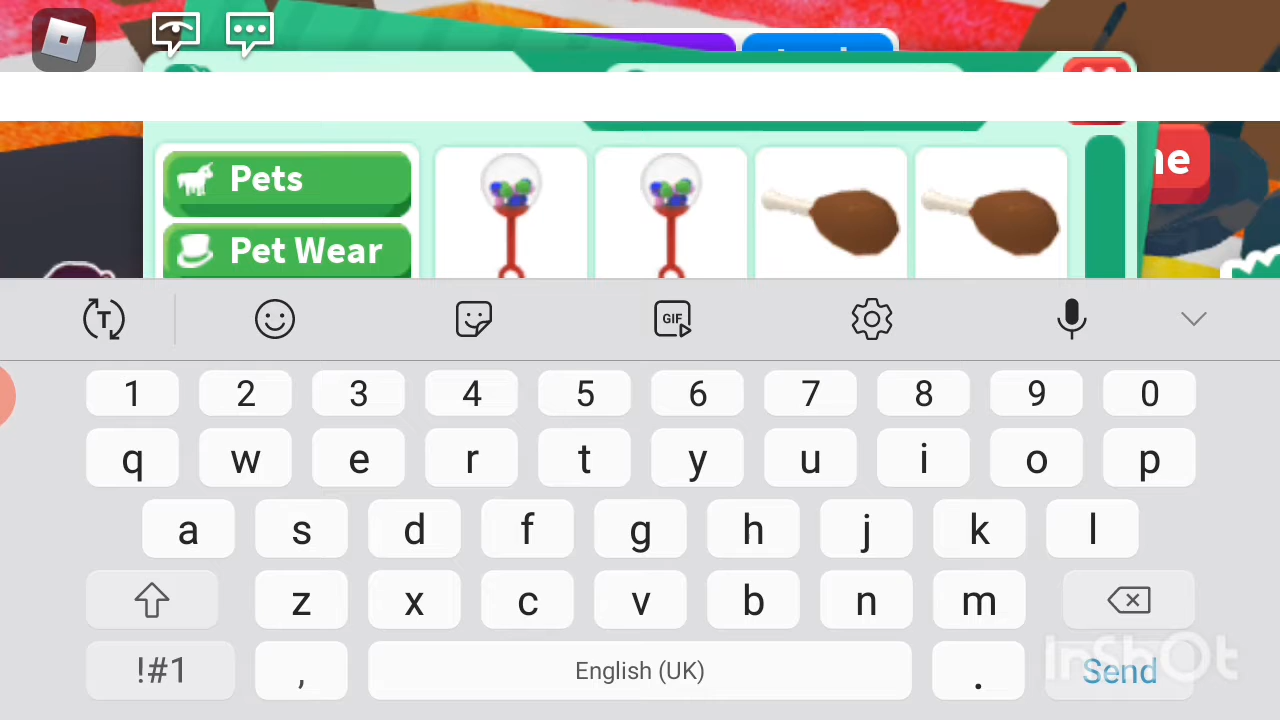 ne
Pets
Pet Wear
GIF
1 2 3 4 5 6 7 8 9 0
q w e r t y u i o p
a s d f g h j k l
z x c v b n m
!#1 , English (UK) . Send
InShOt